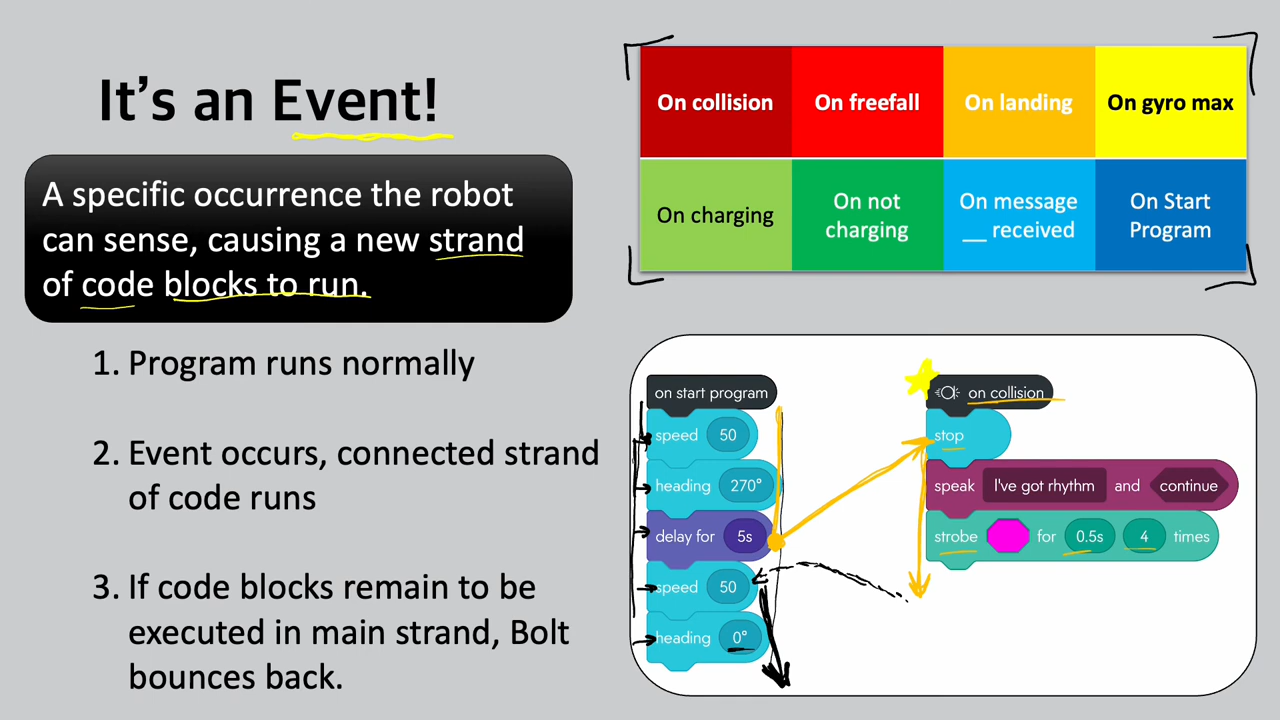 It's an Event!
A specific occurrence the robot
can sense, causing a new strand
of code blocks to run.
1. Program runs normally
2. Event occurs, connected strand
of code runs
3. If code blocks remain to be
executed in main strand, Bolt
bounces back.
On collision
On freefall
On landing
On gyro max
On charging
On not
charging
On message
__ received
On Start
Program
on start program
speed 50
heading 270°
delay for 5s
speed 50
heading 0°
on collision
stop
speak I've got rhythm and continue
strobe for 0.5s 4 times